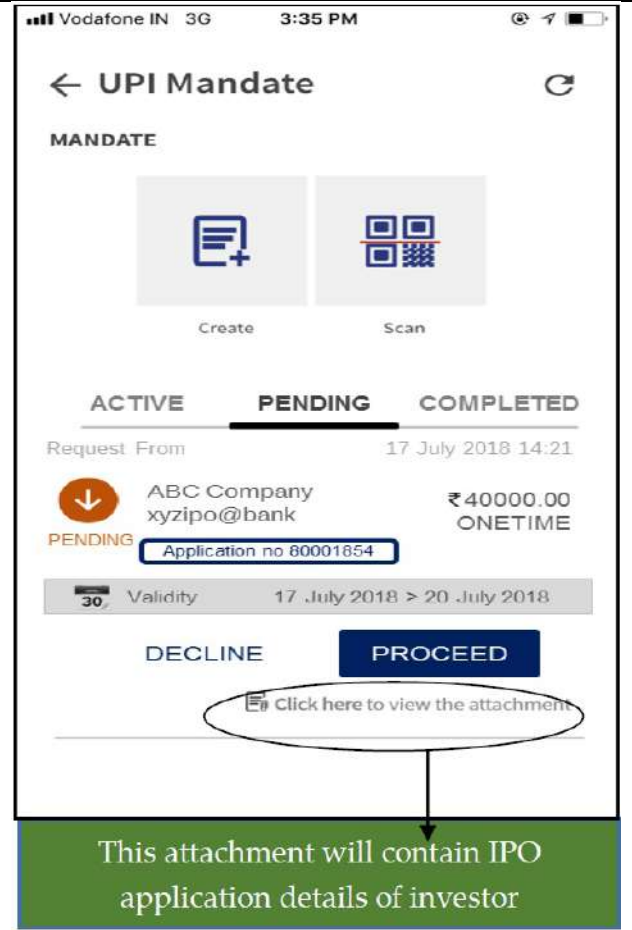 Vodafone IN 3G 3:35 PM
← UPI Mandate
MANDATE
Create Scan
ACTIVE PENDING COMPLETED
Request From 17 July 2018 14:21
ABC Company ₹40000.00
xyzipo@bank ONETIME
PENDING
Application no 80001854
30 Validity 17 July 2018 > 20 July 2018
DECLINE PROCEED
Click here to view the attachment
This attachment will contain IPO
application details of investor